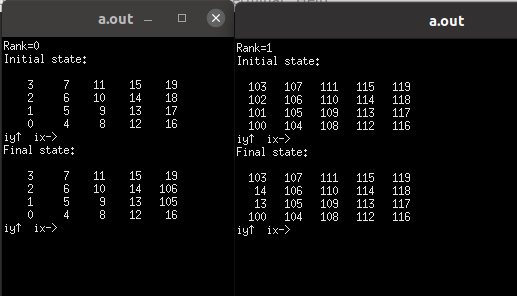 a.out
Rank=0
Initial state:
3 7 11 15 19
2 6 10 14 18
1 5 9 13 17
0 4 8 12 16
iy↑ ix->
Final state:
3 7 11 15 19
2 6 10 14 106
1 5 9 13 105
0 4 8 12 16
iy↑ ix->
a.out
Rank=1
Initial state:
103 107 111 115 119
102 106 110 114 118
101 105 109 113 117
100 104 108 112 116
iy↑ ix->
Final state:
103 107 111 115 119
14 106 110 114 118
13 105 109 113 117
100 104 108 112 116
iy↑ ix->